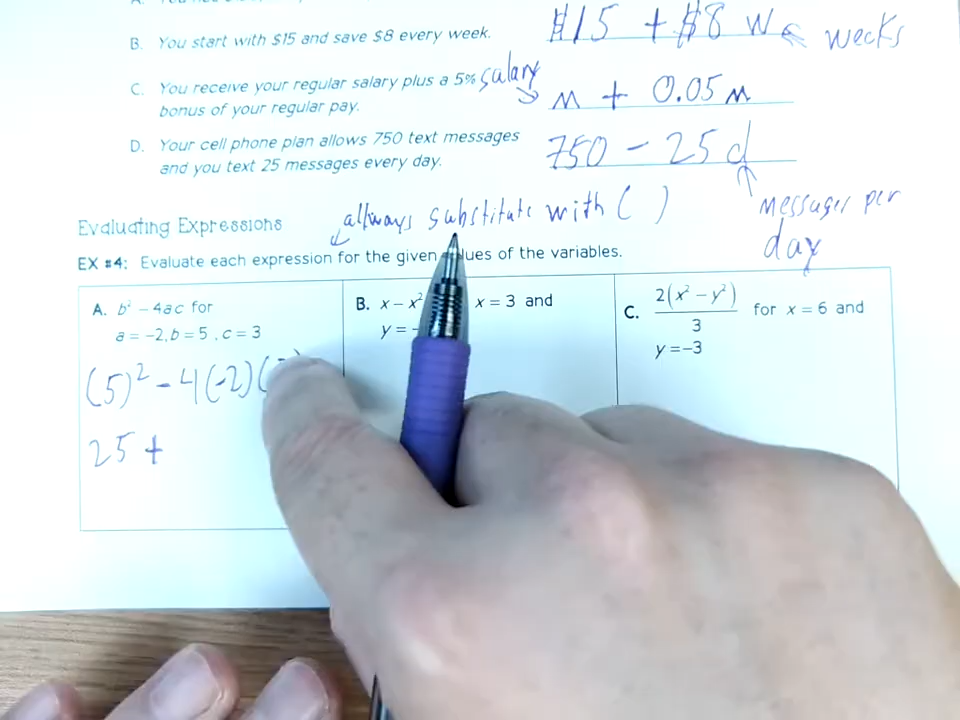 B. You start with $15 and save $8 every week. $15 + $8 w weeks
C. You receive your regular salary plus a 5% salary
bonus of your regular pay. m + 0.05 m
D. Your cell phone plan allows 750 text messages 750 - 25 d
and you text 25 messages every day.
messages per
day
Evaluating Expressions allways substitute with ( )
EX #4: Evaluate each expression for the given values of the variables.
A. b² - 4ac for
a = -2, b = 5, c = 3
(5)² - 4(-2)(
25 +
B. x - x² x = 3 and
y = -
C. 2(x² - y²)
3
for x = 6 and
y = -3